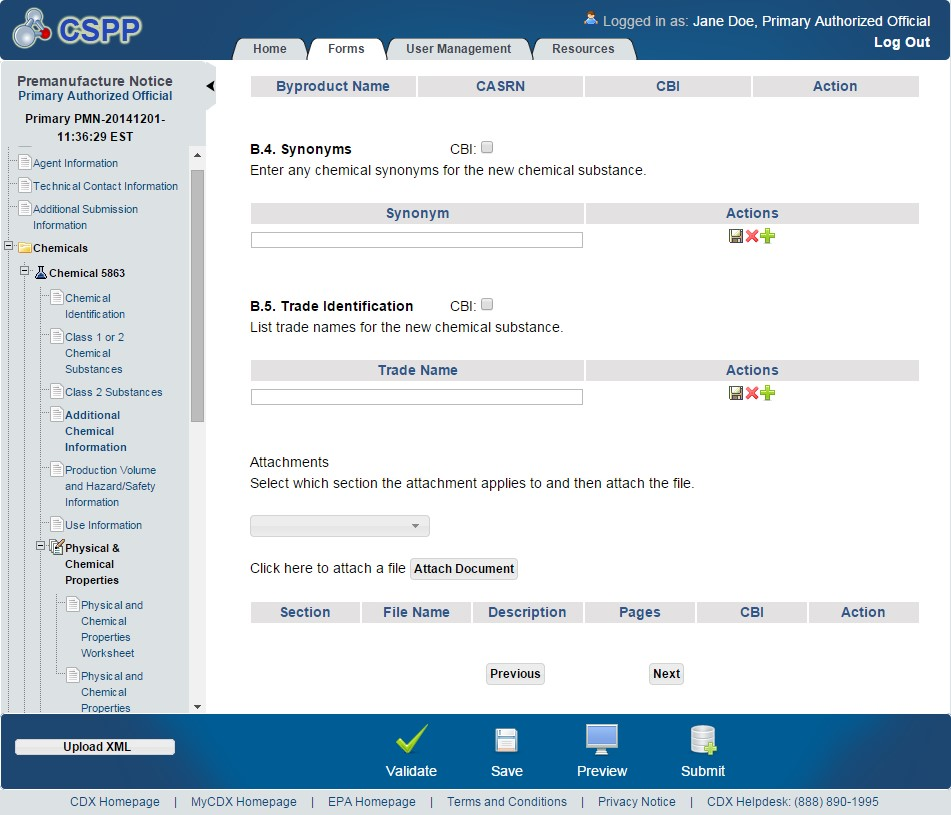 CSPP
Logged in as: Jane Doe, Primary Authorized Official
Log Out
Home
Forms
User Management
Resources
Premanufacture Notice
Primary Authorized Official
Primary PMN-20141201-
11:36:29 EST
Agent Information
Technical Contact Information
Additional Submission
Information
Chemicals
Chemical 5863
Chemical
Identification
Class 1 or 2
Chemical
Substances
Class 2 Substances
Additional
Chemical
Information
Production Volume
and Hazard/Safety
Information
Use Information
Physical &
Chemical
Properties
Physical and
Chemical
Properties
Worksheet
Physical and
Chemical
Properties
Byproduct Name CASRN CBI Action
B.4. Synonyms CBI:
Enter any chemical synonyms for the new chemical substance.
Synonym Actions
B.5. Trade Identification CBI:
List trade names for the new chemical substance.
Trade Name Actions
Attachments
Select which section the attachment applies to and then attach the file.
Click here to attach a file Attach Document
Section File Name Description Pages CBI Action
Previous Next
Upload XML
Validate Save Preview Submit
CDX Homepage | MyCDX Homepage | EPA Homepage | Terms and Conditions | Privacy Notice | CDX Helpdesk: (888) 890-1995